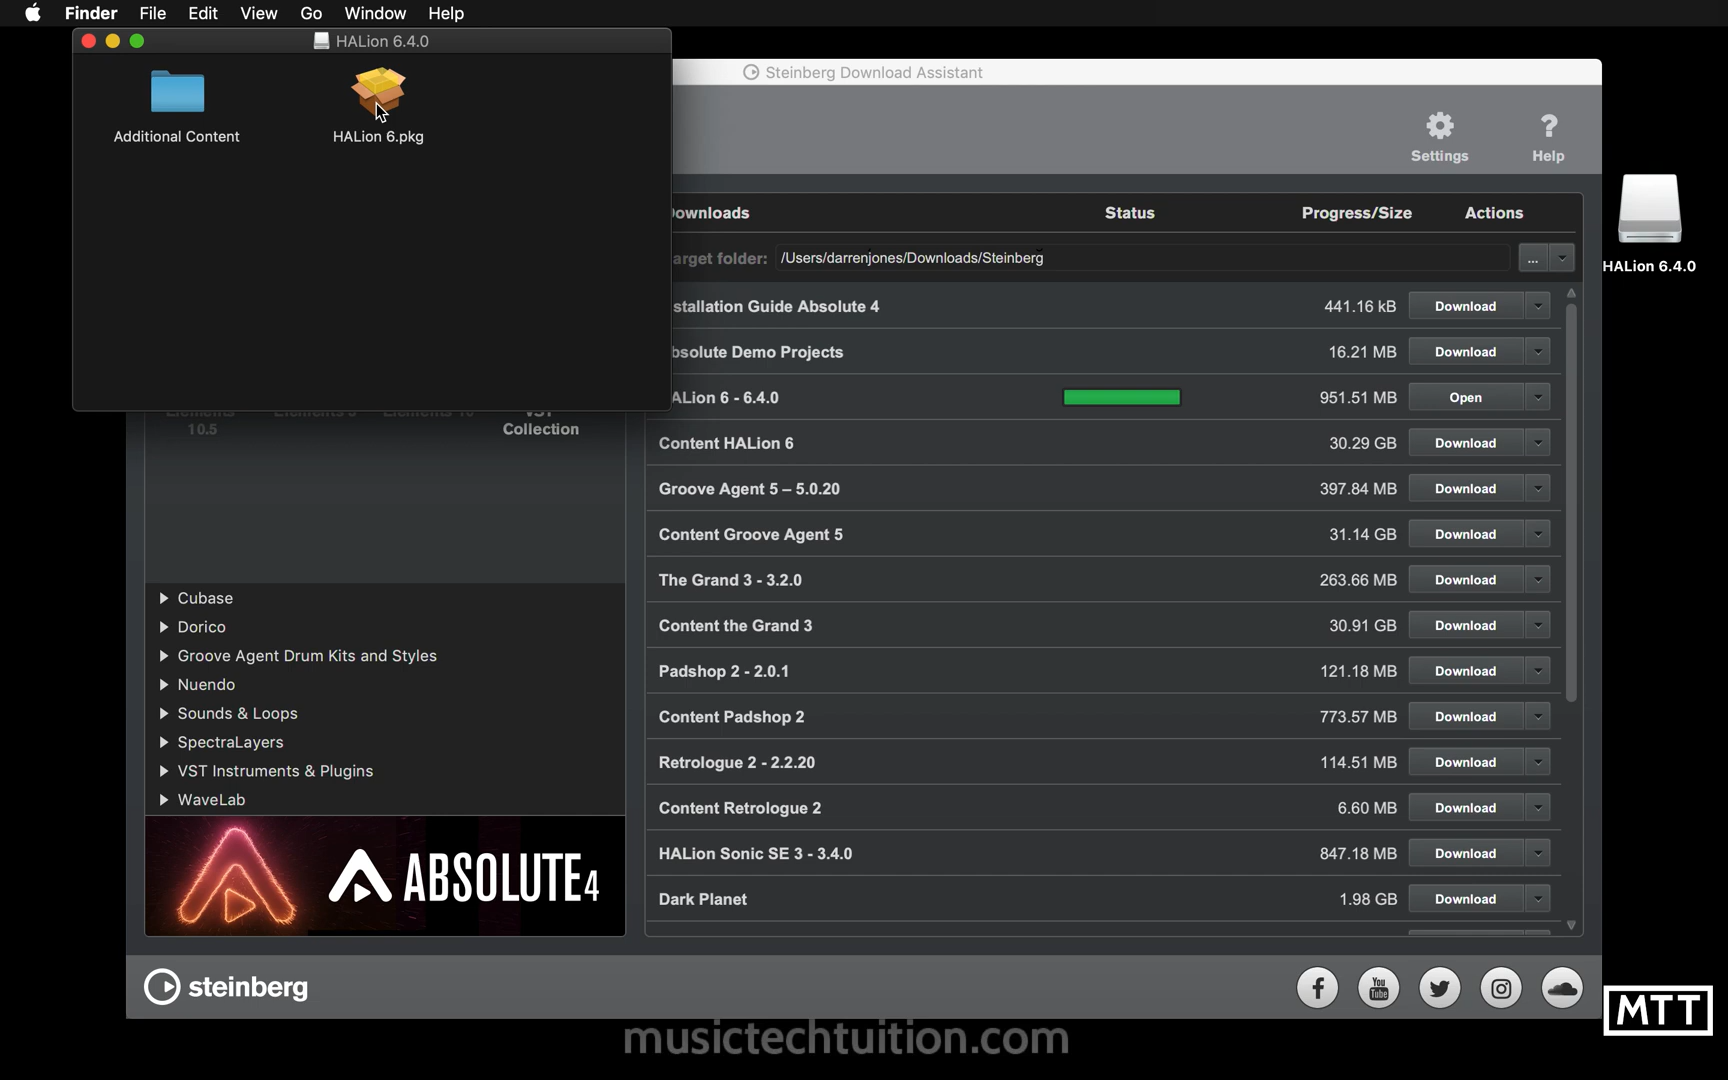 Finder File Edit View Go Window Help
HALion 6.4.0
Additional Content
HALion 6.pkg
Steinberg Download Assistant
Settings
Help
HALion 6.4.0
ownloads Status Progress/Size Actions
arget folder: /Users/darrenjones/Downloads/Steinberg ...
stallation Guide Absolute 4 441.16 kB Download
bsolute Demo Projects 16.21 MB Download
ALion 6 - 6.4.0 951.51 MB Open
Content HALion 6 30.29 GB Download
Groove Agent 5 – 5.0.20 397.84 MB Download
Content Groove Agent 5 31.14 GB Download
The Grand 3 - 3.2.0 263.66 MB Download
Content the Grand 3 30.91 GB Download
Padshop 2 - 2.0.1 121.18 MB Download
Content Padshop 2 773.57 MB Download
Retrologue 2 - 2.2.20 114.51 MB Download
Content Retrologue 2 6.60 MB Download
HALion Sonic SE 3 - 3.4.0 847.18 MB Download
Dark Planet 1.98 GB Download
10.5
Collection
Cubase
Dorico
Groove Agent Drum Kits and Styles
Nuendo
Sounds & Loops
SpectraLayers
VST Instruments & Plugins
WaveLab
ABSOLUTE 4
steinberg
You Tube
MTT
musictechtuition.com